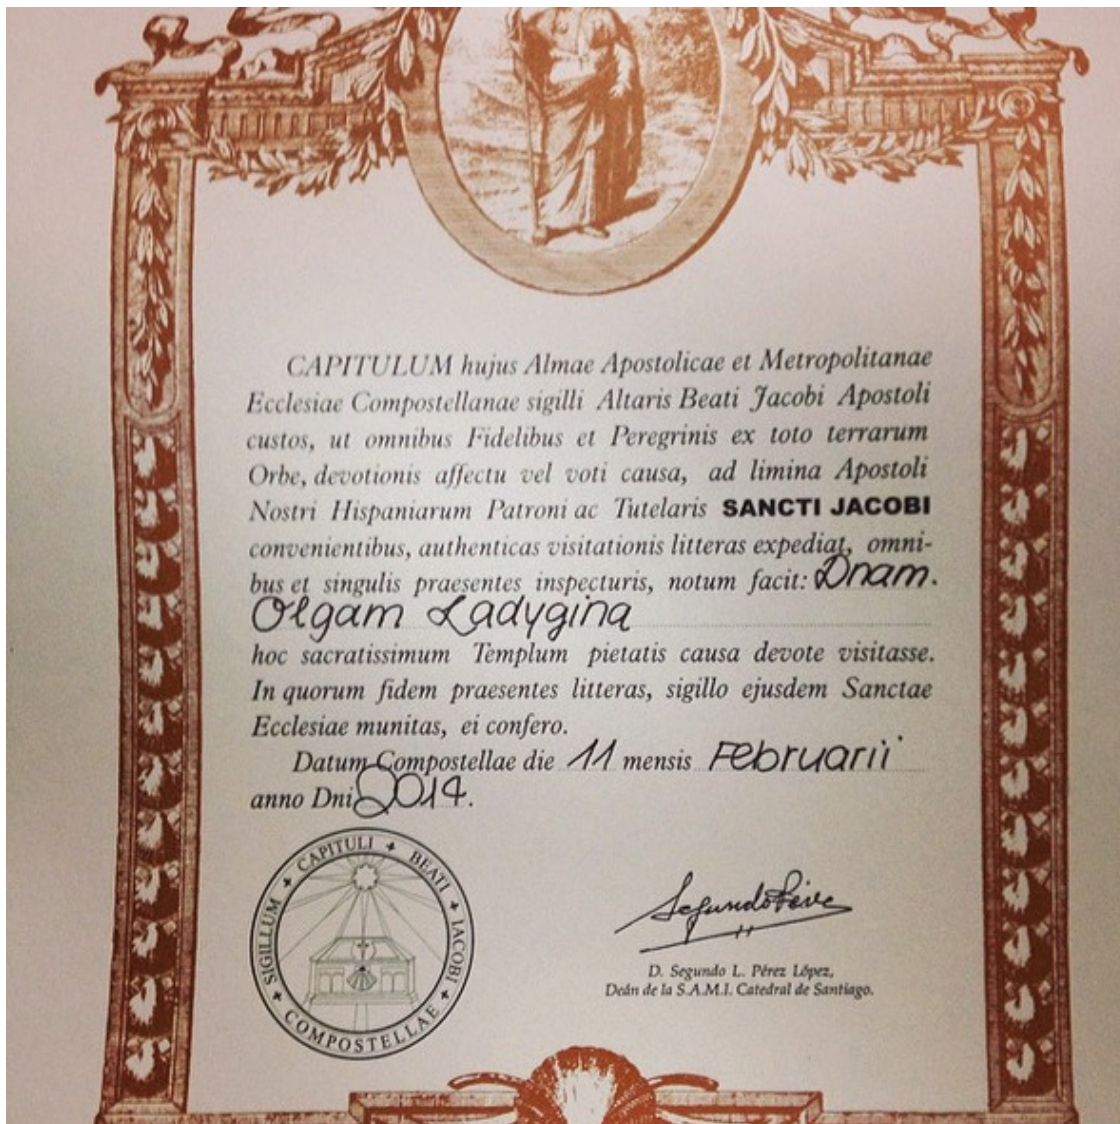 CAPITULUM hujus Almae Apostolicae et Metropolitanae
Ecclesiae Compostellanae sigilli Altaris Beati Jacobi Apostoli
custos, ut omnibus Fidelibus et Peregrinis ex toto terrarum
Orbe, devotionis affectu vel voti causa, ad limina Apostoli
Nostri Hispaniarum Patroni ac Tutelaris SANCTI JACOBI
convenientibus, authenticas visitationis litteras expediat, omni-
bus et singulis praesentes inspecturis, notum facit: Dnam.
Olgam Ladygina
hoc sacratissimum Templum pietatis causa devote visitasse.
In quorum fidem praesentes litteras, sigillo ejusdem Sanctae
Ecclesiae munitas, ei confero.
Datum Compostellae die 11 mensis Februarii
anno Dni 2014.
SIGILLUM + CAPITULI + BEATI + IACOBI + COMPOSTELLAE +
D. Segundo L. Pérez López,
Deán de la S.A.M.I. Catedral de Santiago.